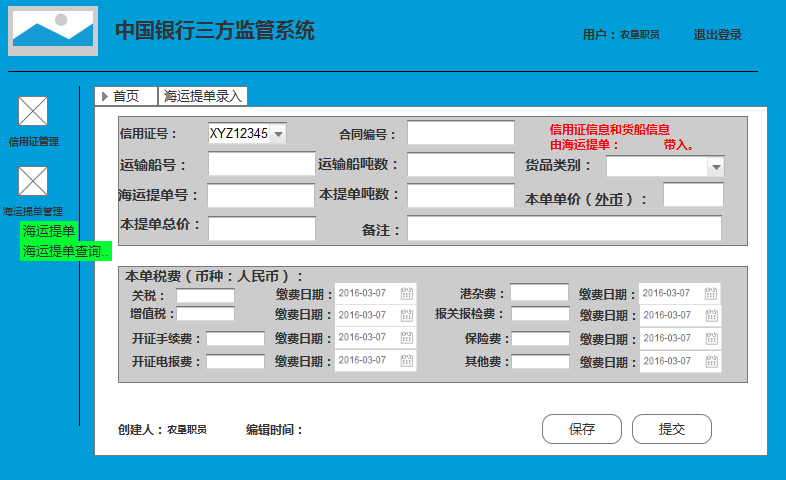 中国银行三方监管系统
用户：农垦职员 退出登录
首页 海运提单录入
信用证管理
海运提单管理
海运提单
海运提单查询..
信用证号： XYZ12345 合同编号： 信用证信息和货船信息
由海运提单： 带入。
运输船号： 运输船吨数： 货品类别：
海运提单号： 本提单吨数： 本单单价（外币）：
本提单总价： 备注：
本单税费（币种：人民币）：
关税： 缴费日期： 2016-03-07 港杂费： 缴费日期： 2016-03-07
增值税： 缴费日期： 2016-03-07 报关报检费： 缴费日期： 2016-03-07
开证手续费： 缴费日期： 2016-03-07 保险费： 缴费日期： 2016-03-07
开证电报费： 缴费日期： 2016-03-07 其他费： 缴费日期： 2016-03-07
创建人：农垦职员 编辑时间： 保存 提交